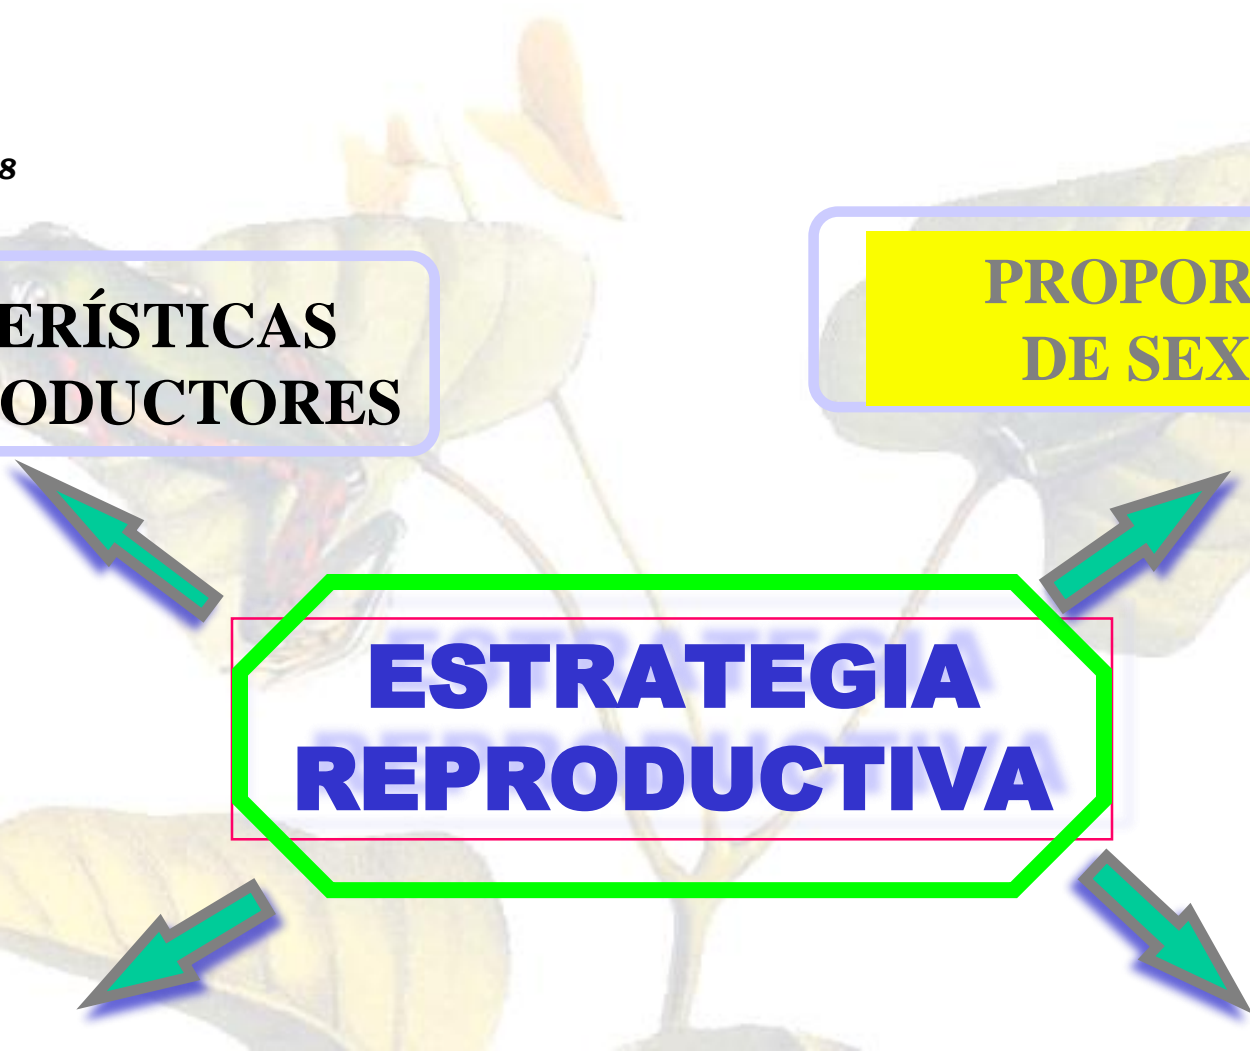 8
ERÍSTICAS
ODUCTORES
PROPOR
DE SEX
ESTRATEGIA
REPRODUCTIVA